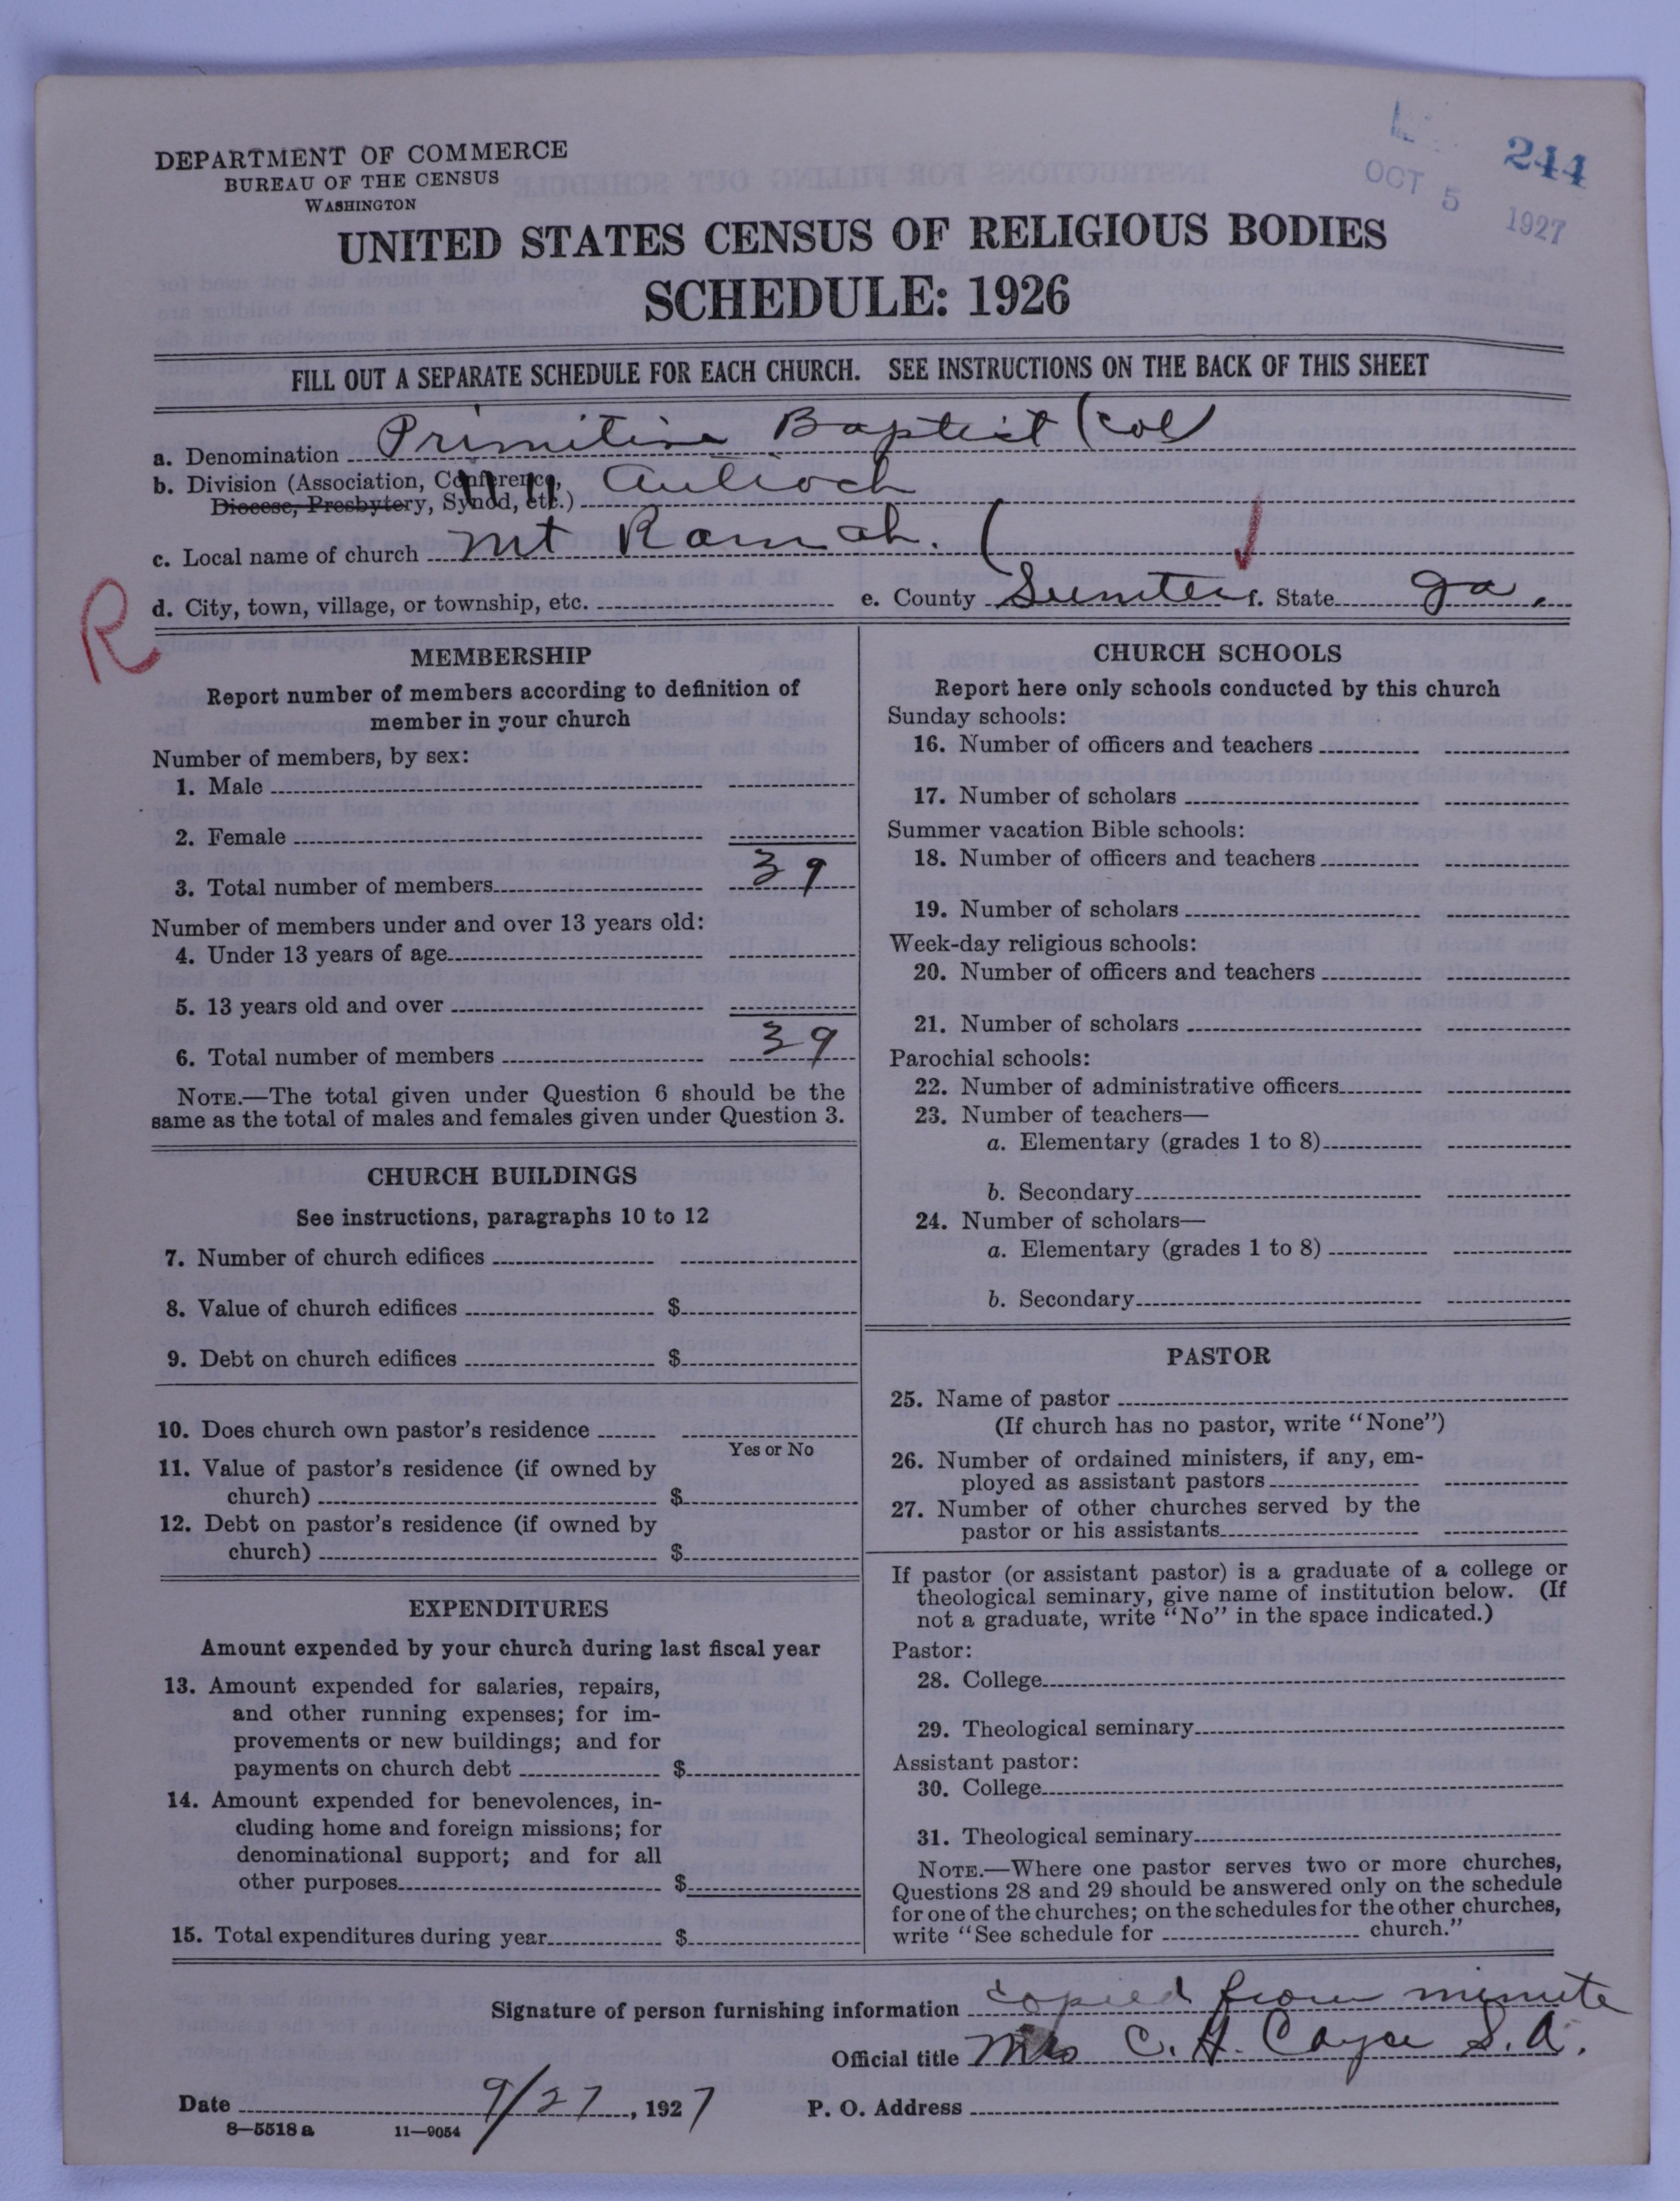 244
OCT 5 1927
DEPARTMENT OF COMMERCE
BUREAU OF THE CENSUS
WASHINGTON
UNITED STATES CENSUS OF RELIGIOUS BODIES
SCHEDULE: 1926
FILL OUT A SEPARATE SCHEDULE FOR EACH CHURCH. SEE INSTRUCTIONS ON THE BACK OF THIS SHEET
a. Denomination Primitive Baptist (Col
b. Division (Association, Conference, Antioch
Diocese, Presbytery, Synod, etc.)
c. Local name of church Mt Ramah. (
d. City, town, village, or township, etc. e. County Sumter f. State Ga.
R
MEMBERSHIP
Report number of members according to definition of
member in your church
Number of members, by sex:
1. Male
2. Female
3. Total number of members 39
Number of members under and over 13 years old:
4. Under 13 years of age
5. 13 years old and over
6. Total number of members 39
NOTE.—The total given under Question 6 should be the
same as the total of males and females given under Question 3.
CHURCH BUILDINGS
See instructions, paragraphs 10 to 12
7. Number of church edifices
8. Value of church edifices $
9. Debt on church edifices $
10. Does church own pastor's residence
Yes or No
11. Value of pastor's residence (if owned by
church) $
12. Debt on pastor's residence (if owned by
church) $
EXPENDITURES
Amount expended by your church during last fiscal year
13. Amount expended for salaries, repairs,
and other running expenses; for im-
provements or new buildings; and for
payments on church debt $
14. Amount expended for benevolences, in-
cluding home and foreign missions; for
denominational support; and for all
other purposes $
15. Total expenditures during year $
CHURCH SCHOOLS
Report here only schools conducted by this church
Sunday schools:
16. Number of officers and teachers
17. Number of scholars
Summer vacation Bible schools:
18. Number of officers and teachers
19. Number of scholars
Week-day religious schools:
20. Number of officers and teachers
21. Number of scholars
Parochial schools:
22. Number of administrative officers
23. Number of teachers—
a. Elementary (grades 1 to 8)
b. Secondary
24. Number of scholars—
a. Elementary (grades 1 to 8)
b. Secondary
PASTOR
25. Name of pastor
(If church has no pastor, write "None")
26. Number of ordained ministers, if any, em-
ployed as assistant pastors
27. Number of other churches served by the
pastor or his assistants
If pastor (or assistant pastor) is a graduate of a college or
theological seminary, give name of institution below. (If
not a graduate, write "No" in the space indicated.)
Pastor:
28. College
29. Theological seminary
Assistant pastor:
30. College
31. Theological seminary
NOTE.—Where one pastor serves two or more churches,
Questions 28 and 29 should be answered only on the schedule
for one of the churches; on the schedules for the other churches,
write "See schedule for church."
Signature of person furnishing information copied from minute
Official title Mrs C. H. Cayce S. A.
Date 9/27, 1927 P. O. Address
8—5518 a 11—9054